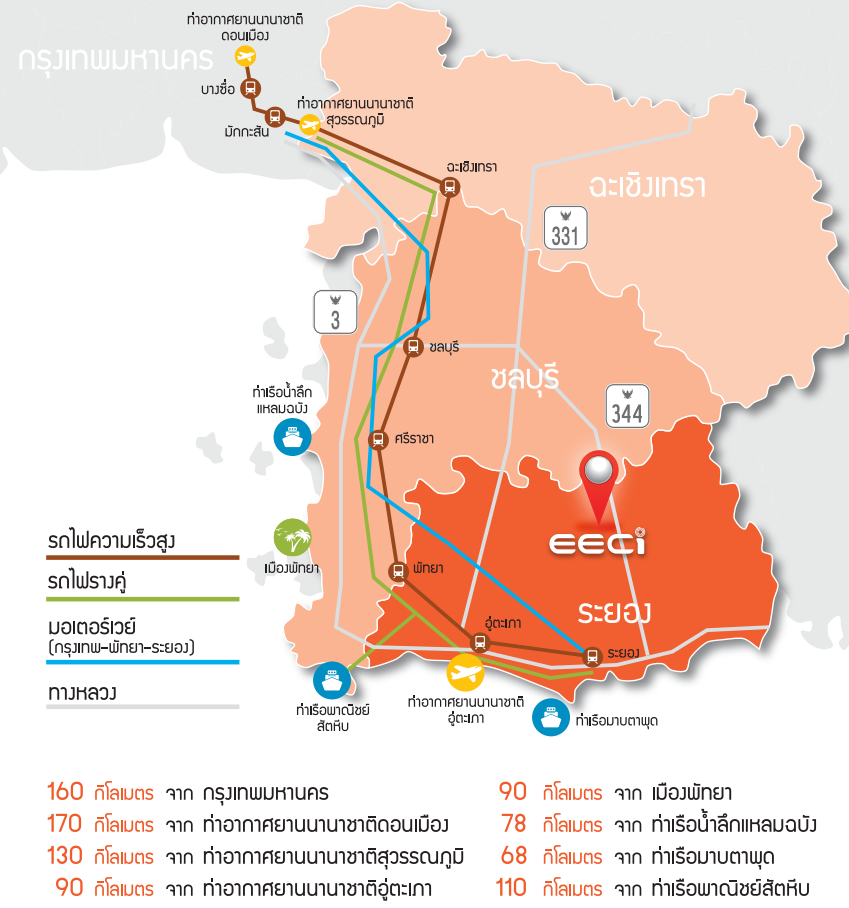 ท่าอากาศยานนานาชาติ
ดอนเมือง
กรุงเทพมหานคร
บางซื่อ
ท่าอากาศยานนานาชาติ
สุวรรณภูมิ
มักกะสัน
ฉะเชิงเทรา
ฉะเชิงเทรา
331
3
ชลบุรี
ชลบุรี
ท่าเรือน้ำลึก
แหลมฉบัง
344
ศรีราชา
EECi
รถไฟความเร็วสูง
เมืองพัทยา
พัทยา
รถไฟรางคู่
ระยอง
มอเตอร์เวย์
(กรุงเทพ-พัทยา-ระยอง)
อู่ตะเภา
ระยอง
ทางหลวง
ท่าเรือพาณิชย์
สัตหีบ
ท่าอากาศยานนานาชาติ
อู่ตะเภา
ท่าเรือมาบตาพุด
160 กิโลเมตร จาก กรุงเทพมหานคร
170 กิโลเมตร จาก ท่าอากาศยานนานาชาติดอนเมือง
130 กิโลเมตร จาก ท่าอากาศยานนานาชาติสุวรรณภูมิ
90 กิโลเมตร จาก ท่าอากาศยานนานาชาติอู่ตะเภา
90 กิโลเมตร จาก เมืองพัทยา
78 กิโลเมตร จาก ท่าเรือน้ำลึกแหลมฉบัง
68 กิโลเมตร จาก ท่าเรือมาบตาพุด
110 กิโลเมตร จาก ท่าเรือพาณิชย์สัตหีบ